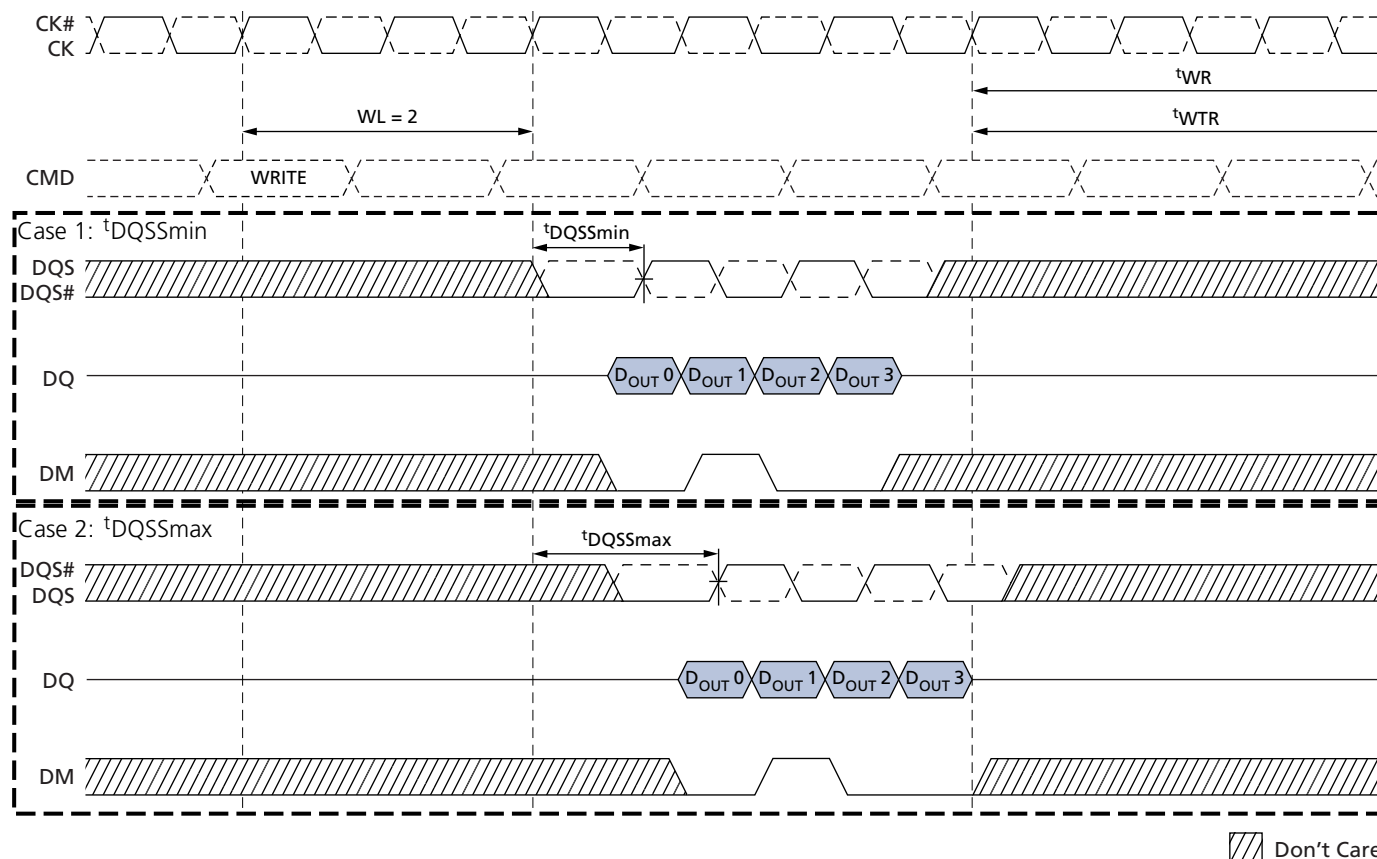 CK#
CK
tWR
WL = 2
tWTR
CMD
WRITE
Case 1: tDQSSmin
tDQSSmin
DQS
DQS#
DQ
DOUT 0 DOUT 1 DOUT 2 DOUT 3
DM
Case 2: tDQSSmax
tDQSSmax
DQS#
DQS
DQ
DOUT 0 DOUT 1 DOUT 2 DOUT 3
DM
Don't Care